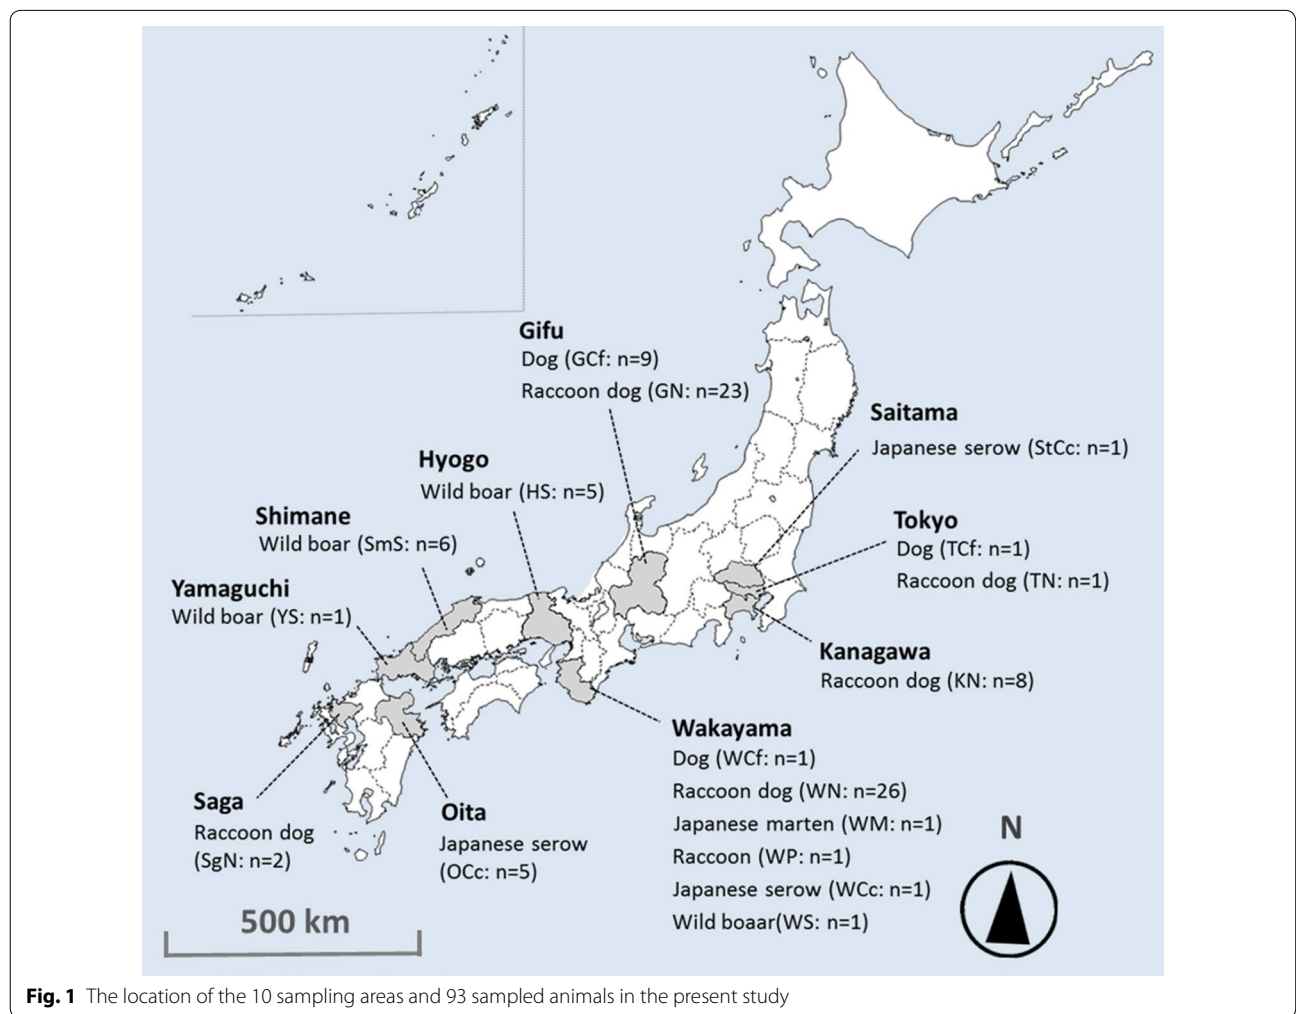 Gifu
Dog (GCf: n=9)
Raccoon dog (GN: n=23)
Saitama
Japanese serow (StCc: n=1)
Hyogo
Wild boar (HS: n=5)
Shimane
Wild boar (SmS: n=6)
Tokyo
Dog (TCf: n=1)
Raccoon dog (TN: n=1)
Yamaguchi
Wild boar (YS: n=1)
Kanagawa
Raccoon dog (KN: n=8)
Wakayama
Dog (WCf: n=1)
Raccoon dog (WN: n=26)
Japanese marten (WM: n=1)
Raccoon (WP: n=1)
Japanese serow (WCc: n=1)
Wild boaar(WS: n=1)
Saga
Raccoon dog
(SgN: n=2)
Oita
Japanese serow
(OCc: n=5)
N
500 km
Fig. 1 The location of the 10 sampling areas and 93 sampled animals in the present study